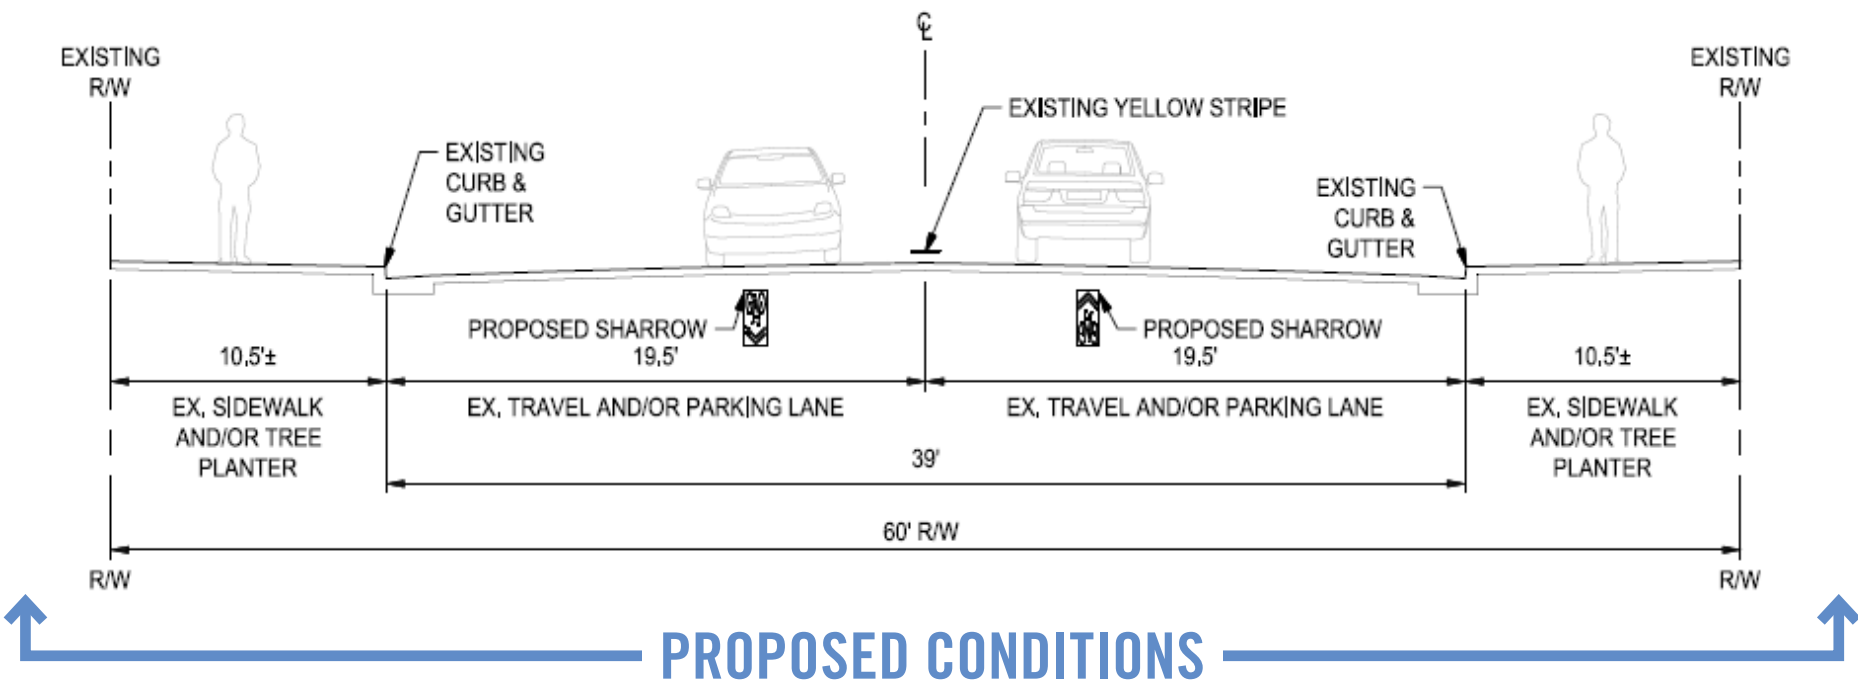 ℄
EXISTING
R/W
EXISTING
R/W
EXISTING YELLOW STRIPE
EXISTING
CURB &
GUTTER
EXISTING
CURB &
GUTTER
PROPOSED SHARROW
PROPOSED SHARROW
10.5'±
19.5'
19.5'
10.5'±
EX. SIDEWALK
AND/OR TREE
PLANTER
EX. TRAVEL AND/OR PARKING LANE
EX. TRAVEL AND/OR PARKING LANE
EX. SIDEWALK
AND/OR TREE
PLANTER
39'
60' R/W
R/W
R/W
PROPOSED CONDITIONS